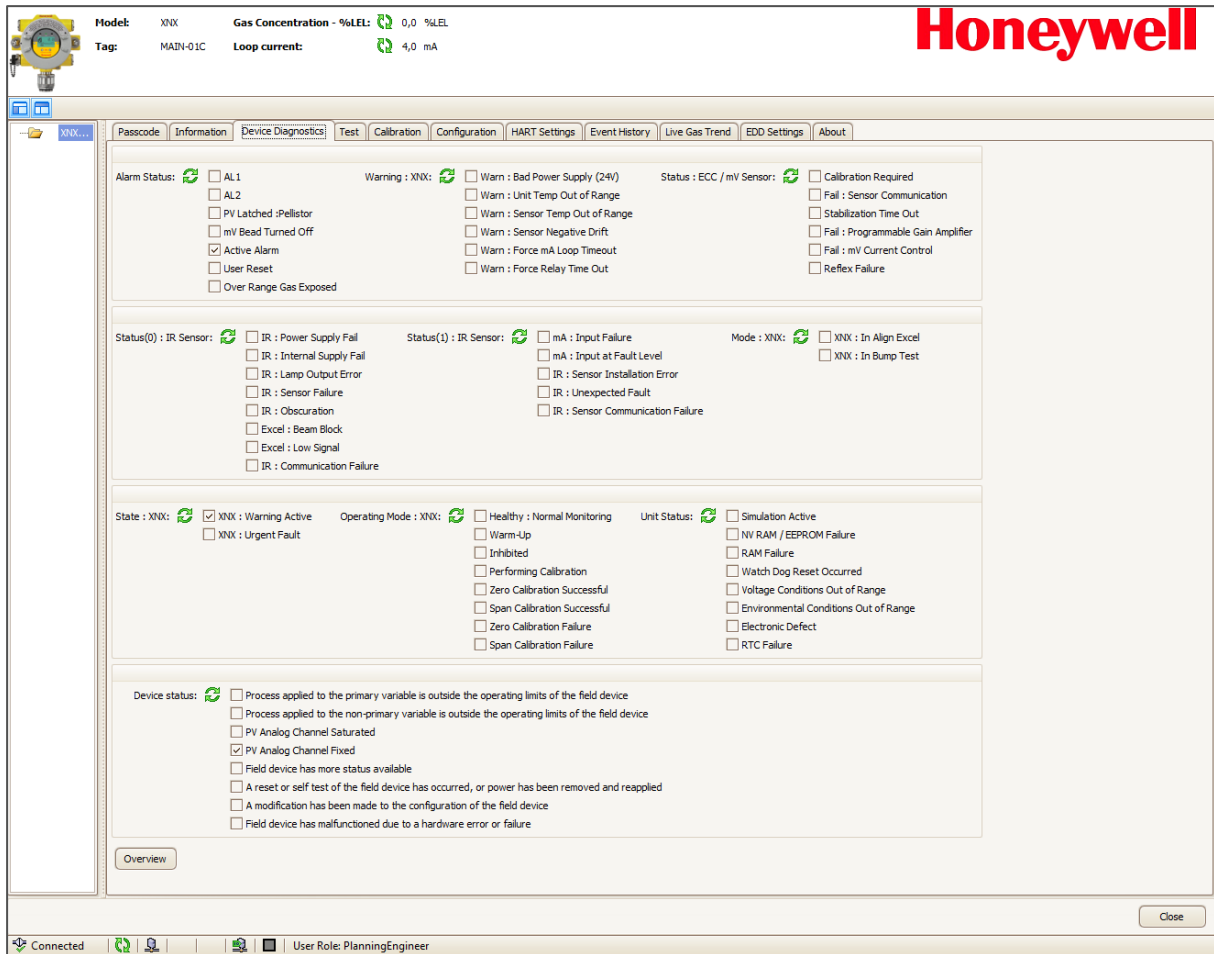 Model: XNX Gas Concentration - %LEL: 0,0 %LEL
Honeywell
Tag: MAIN-01C Loop current: 4,0 mA
XNX...
Passcode Information Device Diagnostics Test Calibration Configuration HART Settings Event History Live Gas Trend EDD Settings About
Alarm Status: AL1 Warning : XNX: Warn : Bad Power Supply (24V) Status : ECC / mV Sensor: Calibration Required
AL2 Warn : Unit Temp Out of Range Fail : Sensor Communication
PV Latched :Pellistor Warn : Sensor Temp Out of Range Stabilization Time Out
mV Bead Turned Off Warn : Sensor Negative Drift Fail : Programmable Gain Amplifier
Active Alarm Warn : Force mA Loop Timeout Fail : mV Current Control
User Reset Warn : Force Relay Time Out Reflex Failure
Over Range Gas Exposed
Status(0) : IR Sensor: IR : Power Supply Fail Status(1) : IR Sensor: mA : Input Failure Mode : XNX: XNX : In Align Excel
IR : Internal Supply Fail mA : Input at Fault Level XNX : In Bump Test
IR : Lamp Output Error IR : Sensor Installation Error
IR : Sensor Failure IR : Unexpected Fault
IR : Obscuration IR : Sensor Communication Failure
Excel : Beam Block
Excel : Low Signal
IR : Communication Failure
State : XNX: XNX : Warning Active Operating Mode : XNX: Healthy : Normal Monitoring Unit Status: Simulation Active
XNX : Urgent Fault Warm-Up NV RAM / EEPROM Failure
Inhibited RAM Failure
Performing Calibration Watch Dog Reset Occurred
Zero Calibration Successful Voltage Conditions Out of Range
Span Calibration Successful Environmental Conditions Out of Range
Zero Calibration Failure Electronic Defect
Span Calibration Failure RTC Failure
Device status: Process applied to the primary variable is outside the operating limits of the field device
Process applied to the non-primary variable is outside the operating limits of the field device
PV Analog Channel Saturated
PV Analog Channel Fixed
Field device has more status available
A reset or self test of the field device has occurred, or power has been removed and reapplied
A modification has been made to the configuration of the field device
Field device has malfunctioned due to a hardware error or failure
Overview
Close
Connected User Role: PlanningEngineer